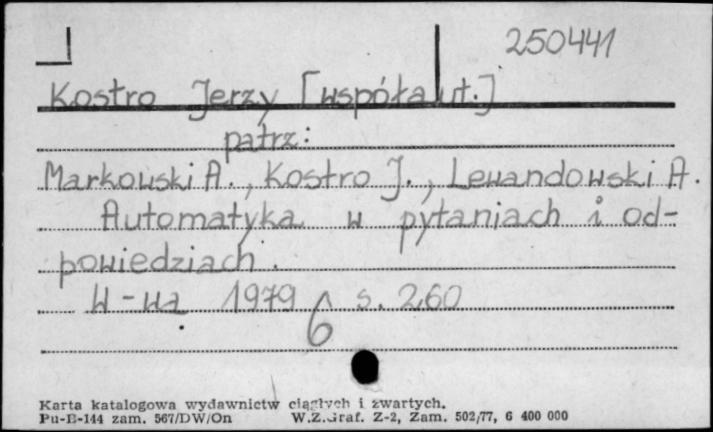 250441
Kostro Jerzy [współaut.]
patrz:
Markowski A., Kostro J., Lewandowski A.
Automatyka w pytaniach i od-
powiedziach.
W-wa 1979 s. 260
6
Karta katalogowa wydawnictw ciągłych i zwartych.
Pu-B-144 zam. 567/DW/On W.Z.Graf. Z-2, Zam. 502/77, 6 400 000